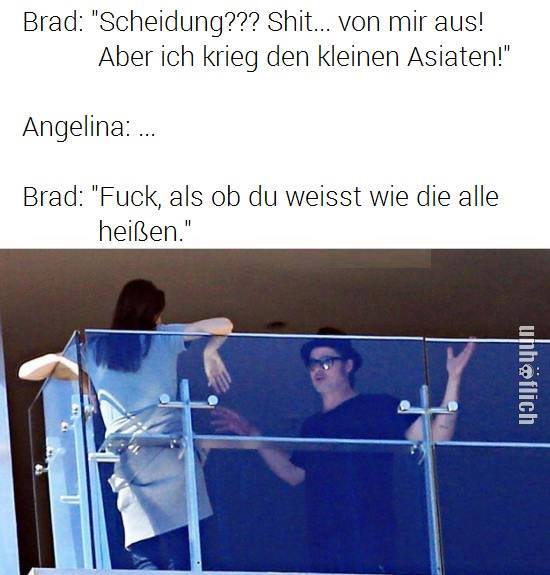 Brad: "Scheidung??? Shit... von mir aus!
Aber ich krieg den kleinen Asiaten!"
Angelina: ...
Brad: "Fuck, als ob du weisst wie die alle
heißen."
unhöflich